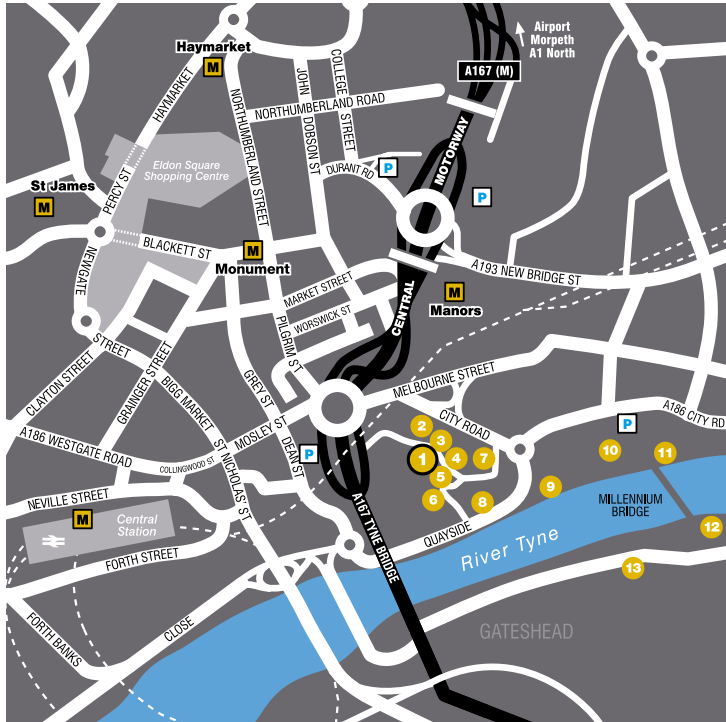 Airport
Morpeth
A1 North
Haymarket
M
A167 (M)
HAYMARKET
NORTHUMBERLAND STREET
JOHN DOBSON ST
COLLEGE STREET
NORTHUMBERLAND ROAD
MOTORWAY
Eldon Square
Shopping Centre
DURANT RD
P
P
St James
M
PERCY ST
BLACKETT ST
M
Monument
NEWGATE
STREET
A193 NEW BRIDGE ST
MARKET STREET
WORSWICK ST
CENTRAL
M
Manors
PILGRIM ST
CLAYTON STREET
GRAINGER STREET
BIGG MARKET
GREY ST
MELBOURNE STREET
CITY ROAD
A186 CITY RD
P
A186 WESTGATE ROAD
COLLINGWOOD ST
MOSLEY ST
DEAN ST
ST NICHOLAS' ST
P
2
3
1
4
7
5
6
8
9
10
11
12
13
NEVILLE STREET
M
Central
Station
FORTH STREET
A167 TYNE BRIDGE
QUAYSIDE
MILLENNIUM
BRIDGE
River Tyne
FORTH BANKS
CLOSE
GATESHEAD